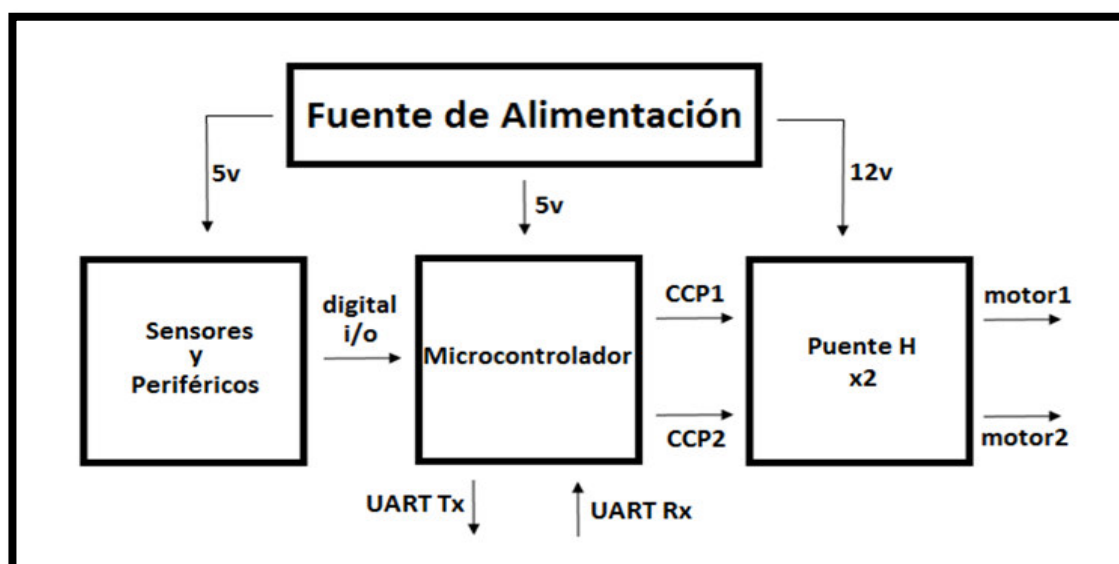 Fuente de Alimentación
5v
5v
12v
Sensores
y
Periféricos
digital
i/o
Microcontrolador
CCP1
CCP2
Puente H
x2
motor1
motor2
UART Tx
UART Rx